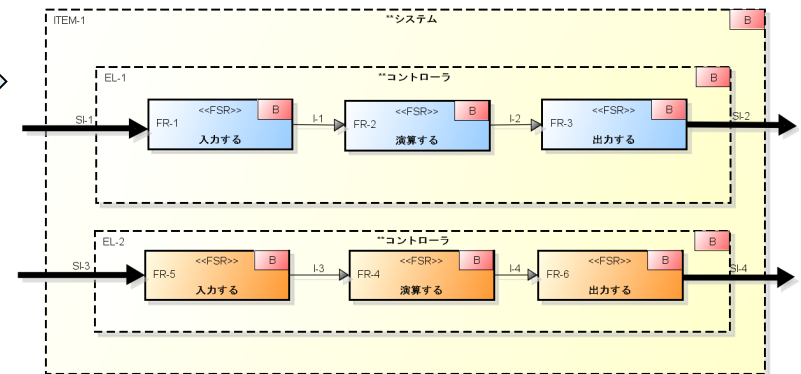 ITEM-1
**システム
B
EL-1
**コントローラ
B
SI-1
<<FSR>>
B
FR-1
入力する
I-1
<<FSR>>
B
FR-2
演算する
I-2
<<FSR>>
B
FR-3
出力する
SI-2
EL-2
**コントローラ
B
SI-3
<<FSR>>
B
FR-5
入力する
I-3
<<FSR>>
B
FR-4
演算する
I-4
<<FSR>>
B
FR-6
出力する
SI-4